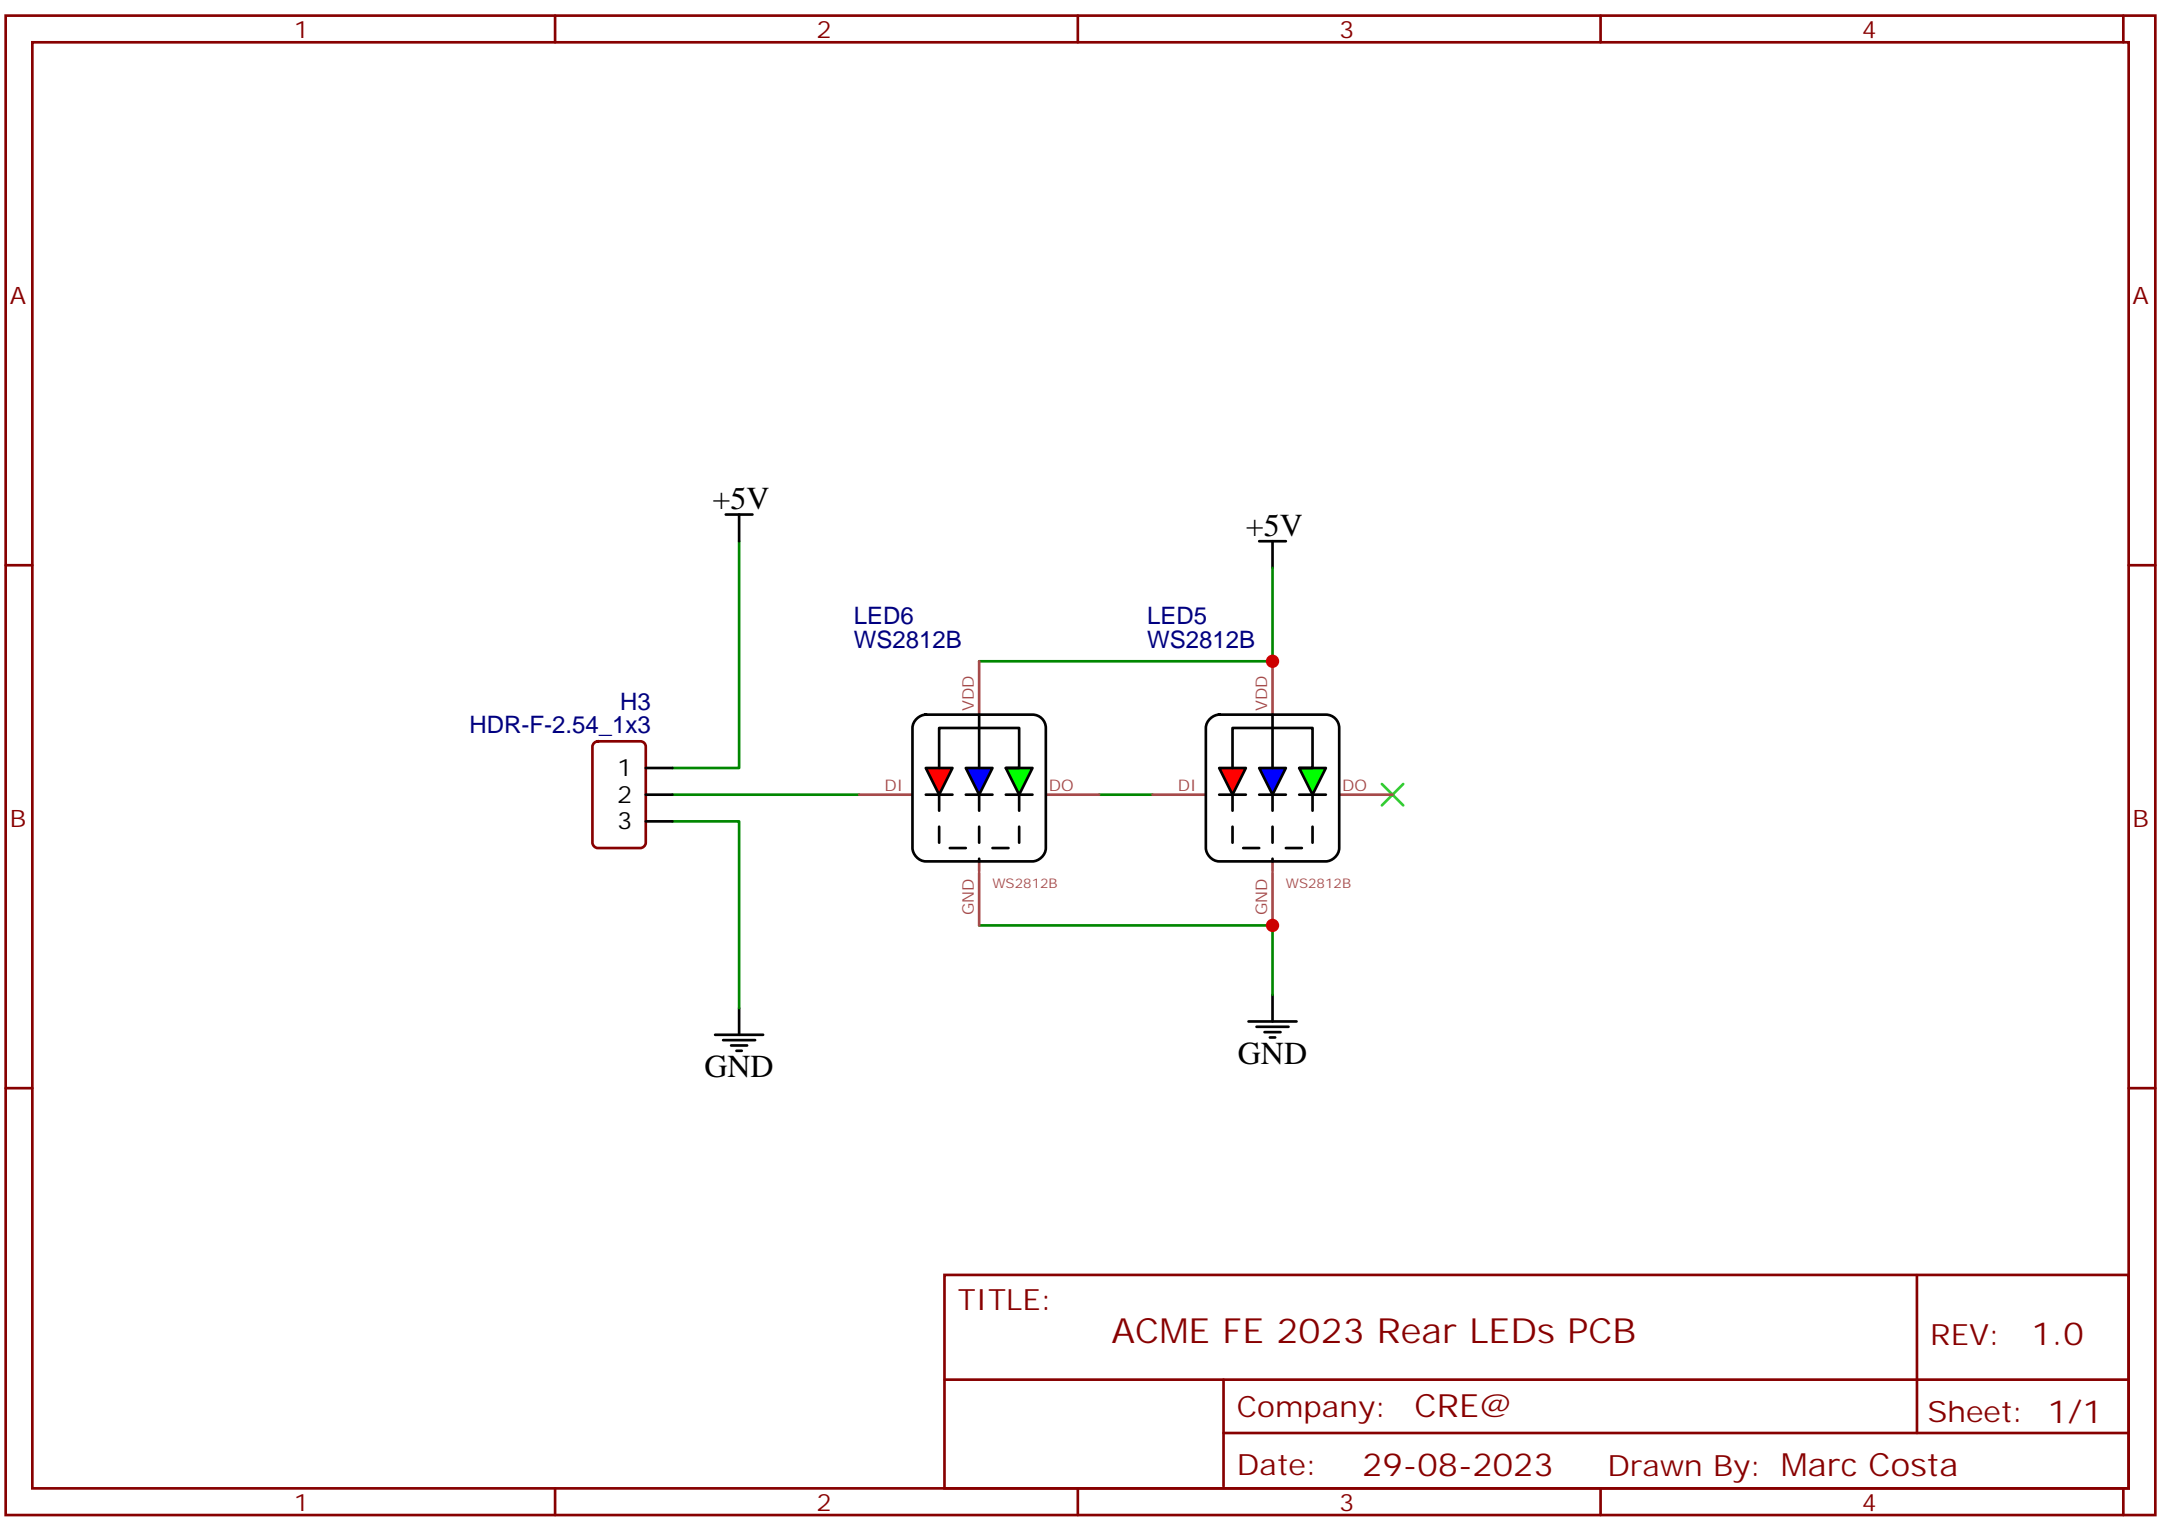 1 2 3 4
A A
+5V
+5V
LED6
WS2812B
LED5
WS2812B
VDD VDD
H3
HDR-F-2.54_1x3
1
2
3
DI DO DI DO
B B
GND WS2812B GND WS2812B
GND
GND
TITLE:
ACME FE 2023 Rear LEDs PCB
REV: 1.0
Company: CRE@
Sheet: 1/1
Date: 29-08-2023 Drawn By: Marc Costa
1 2 3 4